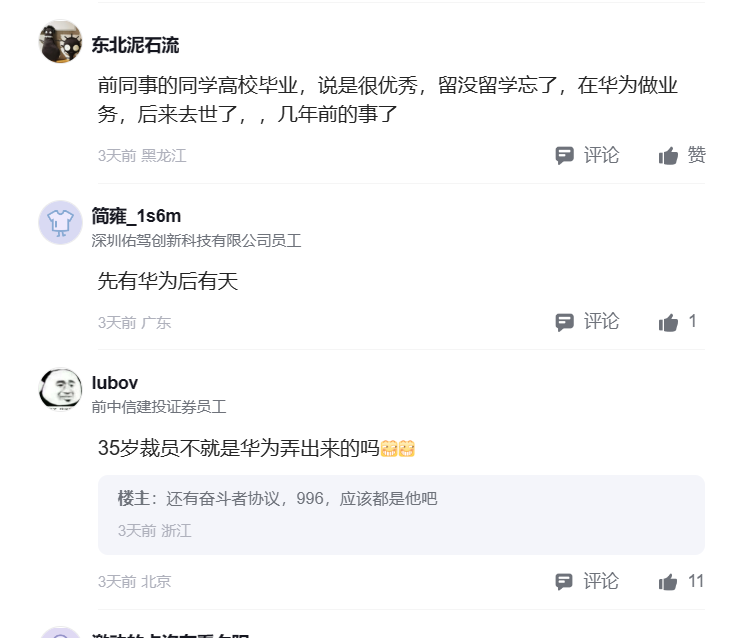 东北泥石流
前同事的同学高校毕业，说是很优秀，留没留学忘了，在华为做业
务，后来去世了，，几年前的事了
3天前 黑龙江
评论
赞
简雍_1s6m
深圳佑驾创新科技有限公司员工
先有华为后有天
3天前 广东
评论
1
lubov
前中信建投证券员工
35岁裁员不就是华为弄出来的吗
楼主：还有奋斗者协议，996，应该都是他吧
3天前 浙江
3天前 北京
评论
11